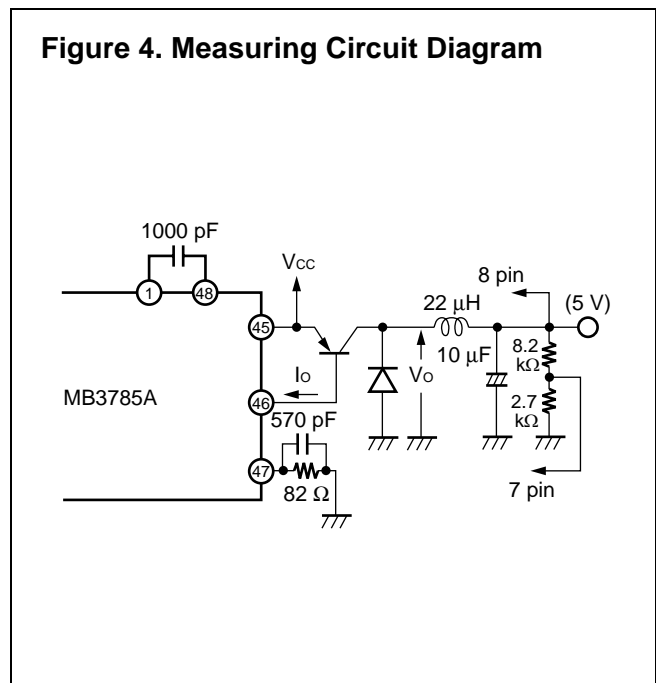 Figure 4. Measuring Circuit Diagram
1000 pF
1
48
VCC
8 pin
(5 V)
22 μH
45
10 μF
8.2
kΩ
MB3785A
IO
VO
46
2.7
kΩ
570 pF
47
82 Ω
7 pin